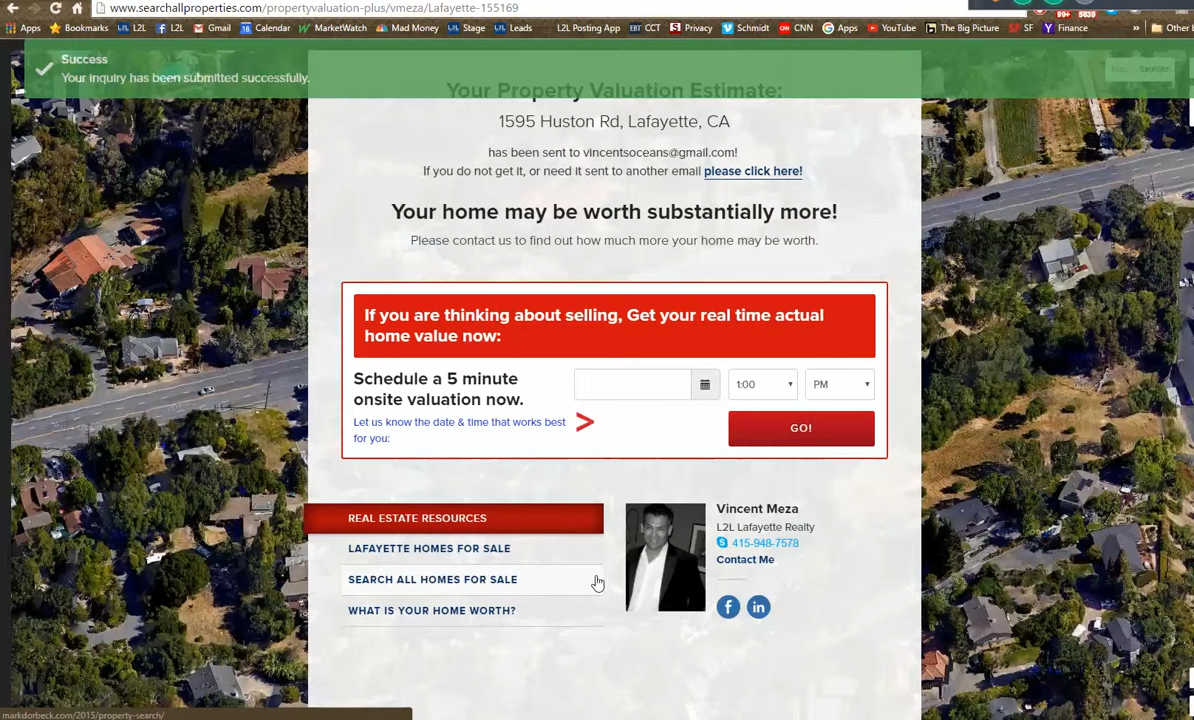 www.searchallproperties.com/propertyvaluation-plus/vmeza/Lafayette-155169
Apps Bookmarks L2L L2L Gmail Calendar MarketWatch Mad Money Stage Leads L2L Posting App CCT Privacy Schmidt CNN Apps YouTube The Big Picture SF Finance » Other
Success
Your inquiry has been submitted successfully.
Satellite
Your Property Valuation Estimate:
1595 Huston Rd, Lafayette, CA
has been sent to vincentsoceans@gmail.com!
If you do not get it, or need it sent to another email please click here!
Your home may be worth substantially more!
Please contact us to find out how much more your home may be worth.
If you are thinking about selling, Get your real time actual
home value now:
Schedule a 5 minute
onsite valuation now.
1:00 PM
Let us know the date & time that works best
for you:
>
GO!
REAL ESTATE RESOURCES
LAFAYETTE HOMES FOR SALE
SEARCH ALL HOMES FOR SALE
WHAT IS YOUR HOME WORTH?
Vincent Meza
L2L Lafayette Realty
415-948-7578
Contact Me
f in
markdorbeck.com/2015/property-search/